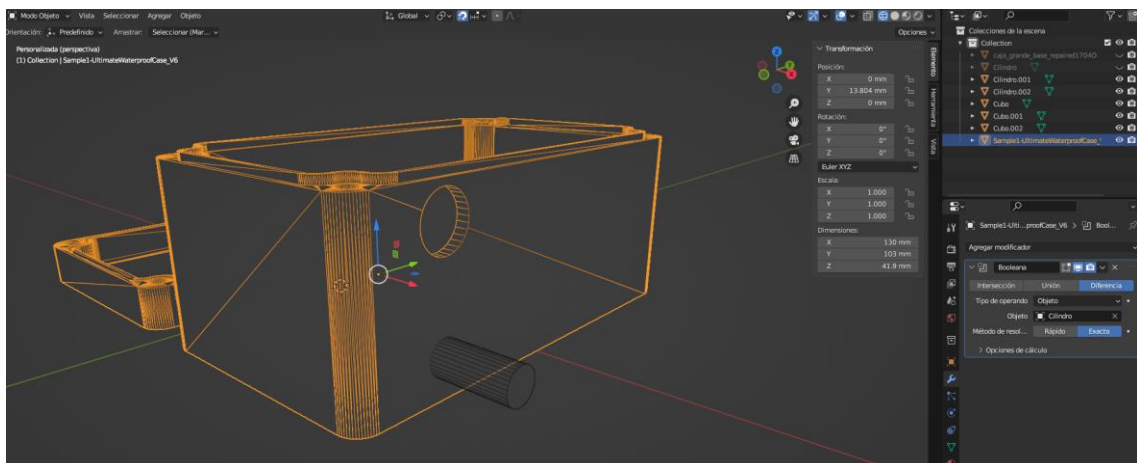 Modo Objeto Vista Seleccionar Agregar Objeto Global
Orientación: Predefinido Arrastrar: Seleccionar (Mar... Opciones
Personalizada (perspectiva)
(1) Collection | Sample1-UltimateWaterproofCase_V6
Transformación
Posición:
X 0 mm
Y 13.804 mm
Z 0 mm
Rotación:
X 0°
Y 0°
Z 0°
Euler XYZ
Escala:
X 1.000
Y 1.000
Z 1.000
Dimensiones:
X 130 mm
Y 103 mm
Z 41.9 mm
Elemento
Herramienta
Vista
Colecciones de la escena
Collection
Cilindro
Cilindro.001
Cilindro.002
Cubo
Cubo.001
Cubo.002
Sample1-UltimateWaterproofCase_
Sample1-Ulti...proofCase_V6 > Bool...
Agregar modificador
Booleana
Intersección Unión Diferencia
Tipo de operando Objeto
Objeto Cilindro
Método de resol... Rápido Exacto
Opciones de cálculo